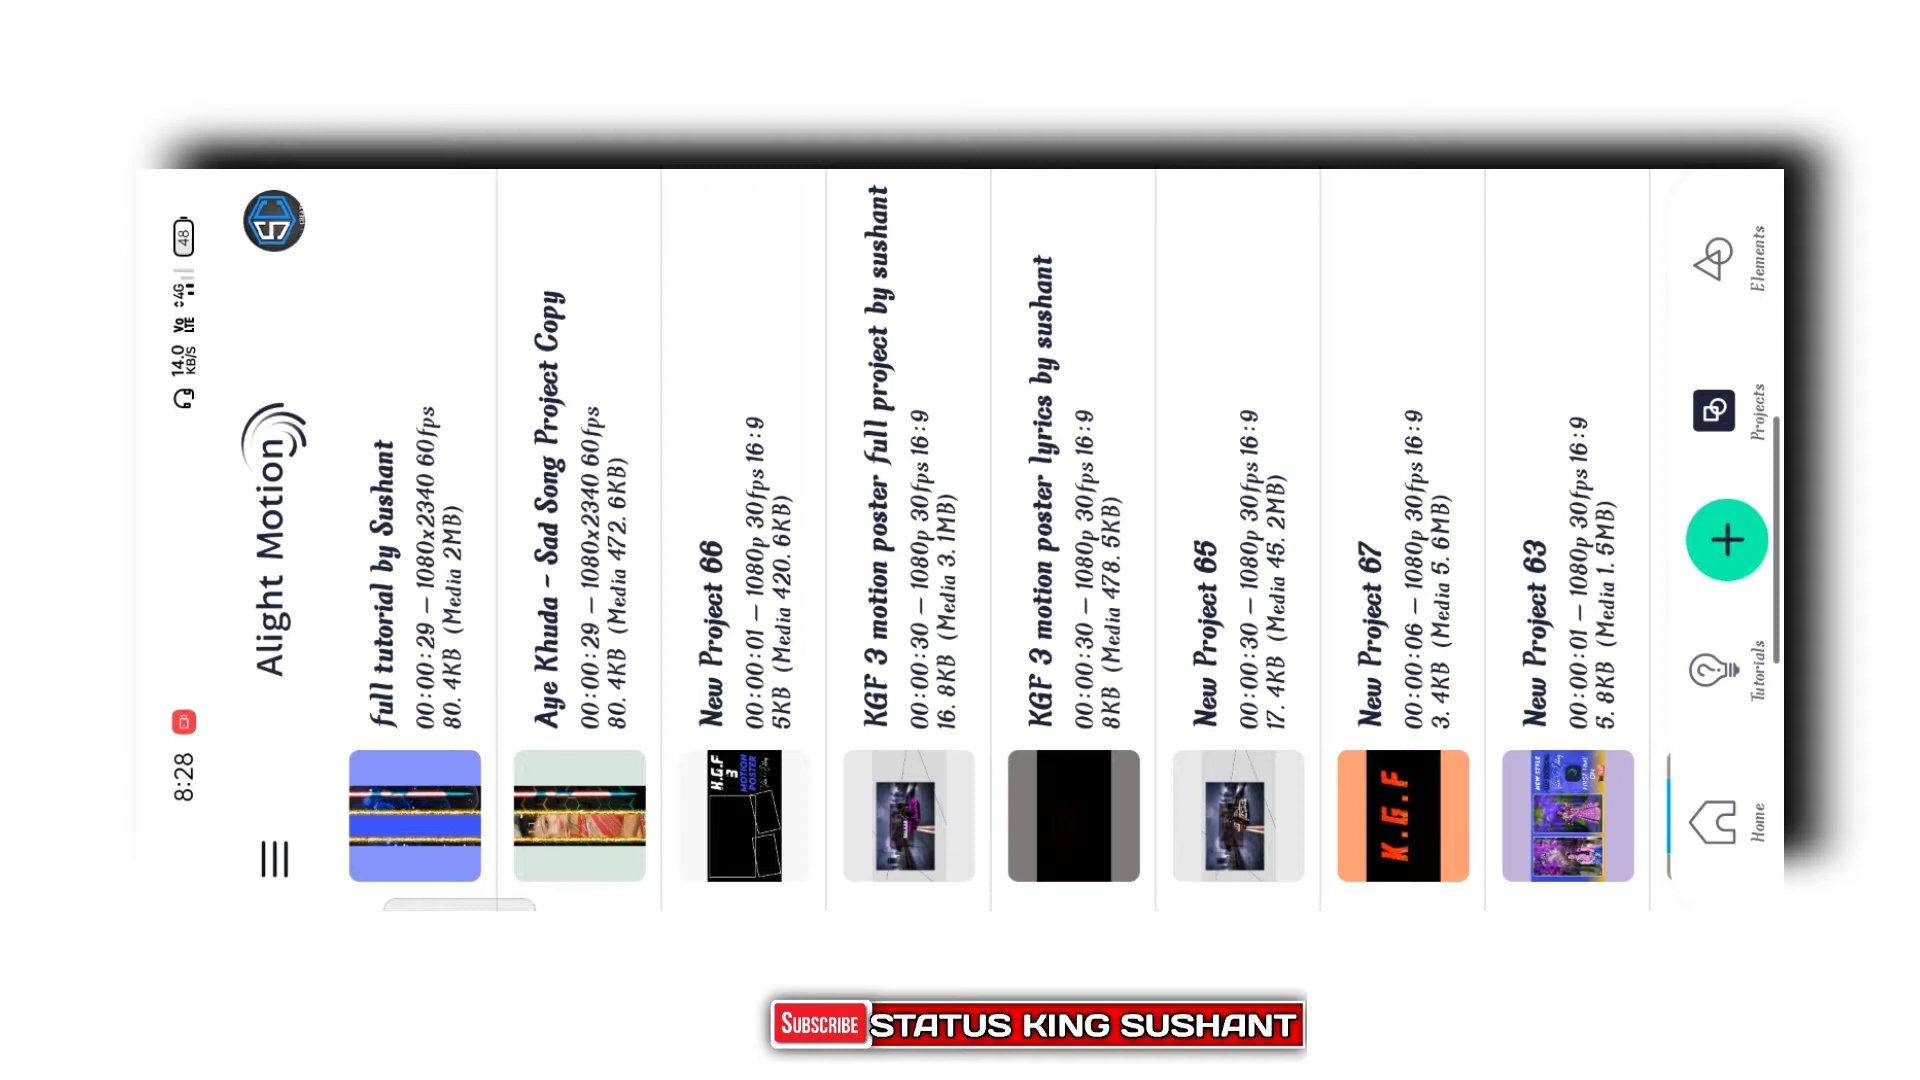 8:28
14.0
KB/S
Vo
LTE
4G
48
Alight Motion
full tutorial by Sushant
00:00:29 — 1080x2340 60fps
80. 4KB (Media 2MB)
Aye Khuda - Sad Song Project Copy
00:00:29 — 1080x2340 60fps
80. 4KB (Media 472. 6KB)
K.G.F
3
MOTION
POSTER
New Project 66
00:00:01 — 1080p 30fps 16:9
5KB (Media 420. 6KB)
KGF 3 motion poster full project by sushant
00:00:30 — 1080p 30fps 16:9
16. 8KB (Media 3. 1MB)
KGF 3 motion poster lyrics by sushant
00:00:30 — 1080p 30fps 16:9
8KB (Media 478. 5KB)
New Project 65
00:00:30 — 1080p 30fps 16:9
17. 4KB (Media 45. 2MB)
K.G.F
New Project 67
00:00:06 — 1080p 30fps 16:9
3. 4KB (Media 5. 6MB)
New Project 63
00:00:01 — 1080p 30fps 16:9
5. 8KB (Media 1. 5MB)
Home
Tutorials
Projects
Elements
SUBSCRIBE
STATUS KING SUSHANT